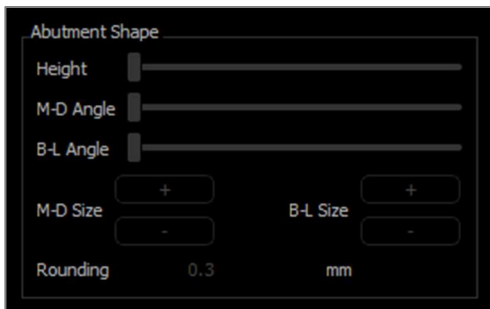 Abutment Shape
Height
M-D Angle
B-L Angle
+ +
M-D Size B-L Size
- -
Rounding 0.3 mm